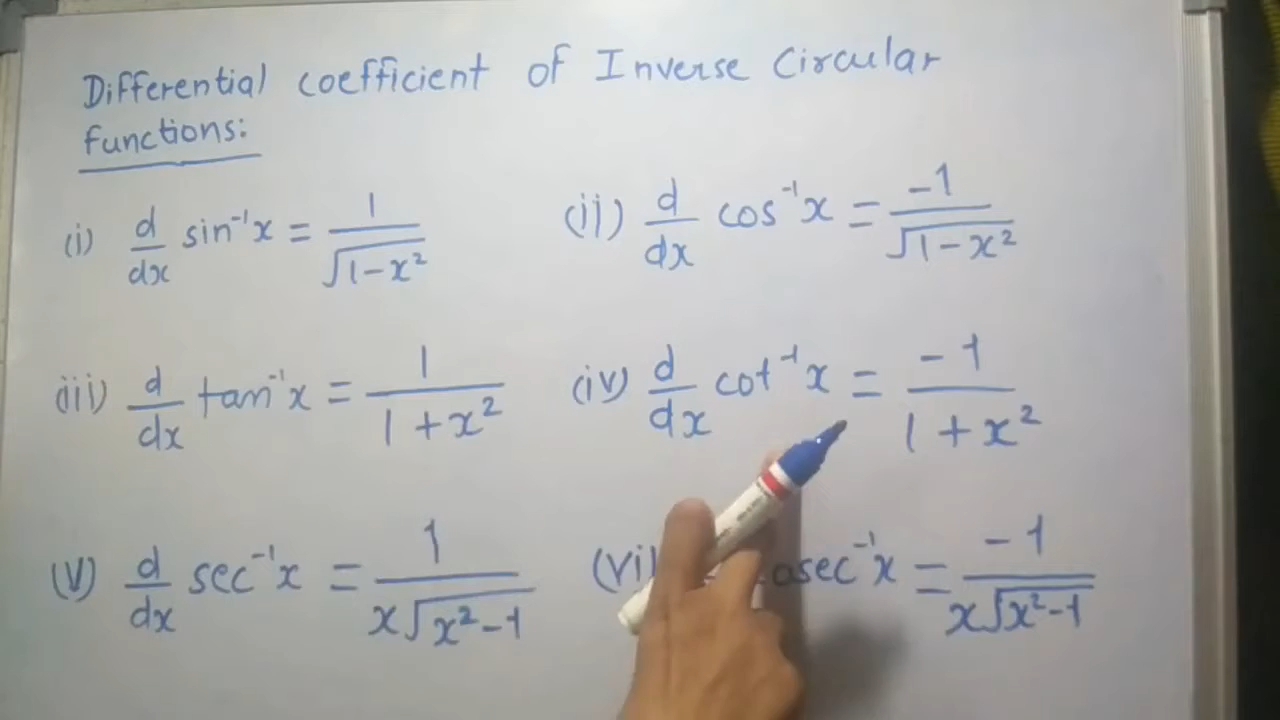 Differential coefficient of Inverse Circular
functions:
(i) d/dx sin⁻¹x = 1/√(1-x²)
(ii) d/dx cos⁻¹x = -1/√(1-x²)
(iii) d/dx tan⁻¹x = 1/(1+x²)
(iv) d/dx cot⁻¹x = -1/(1+x²)
(v) d/dx sec⁻¹x = 1/(x√(x²-1))
(vi) osec⁻¹x = -1/(x√(x²-1))